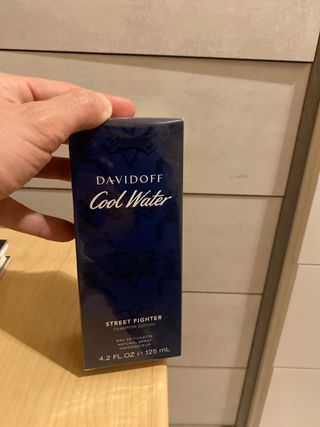 DAVIDOFF
Cool Water
STREET FIGHTER
CHAMPION EDITION
EAU DE TOILETTE
NATURAL SPRAY
VAPORISATEUR
4.2 FL.OZ ℮ 125 mL